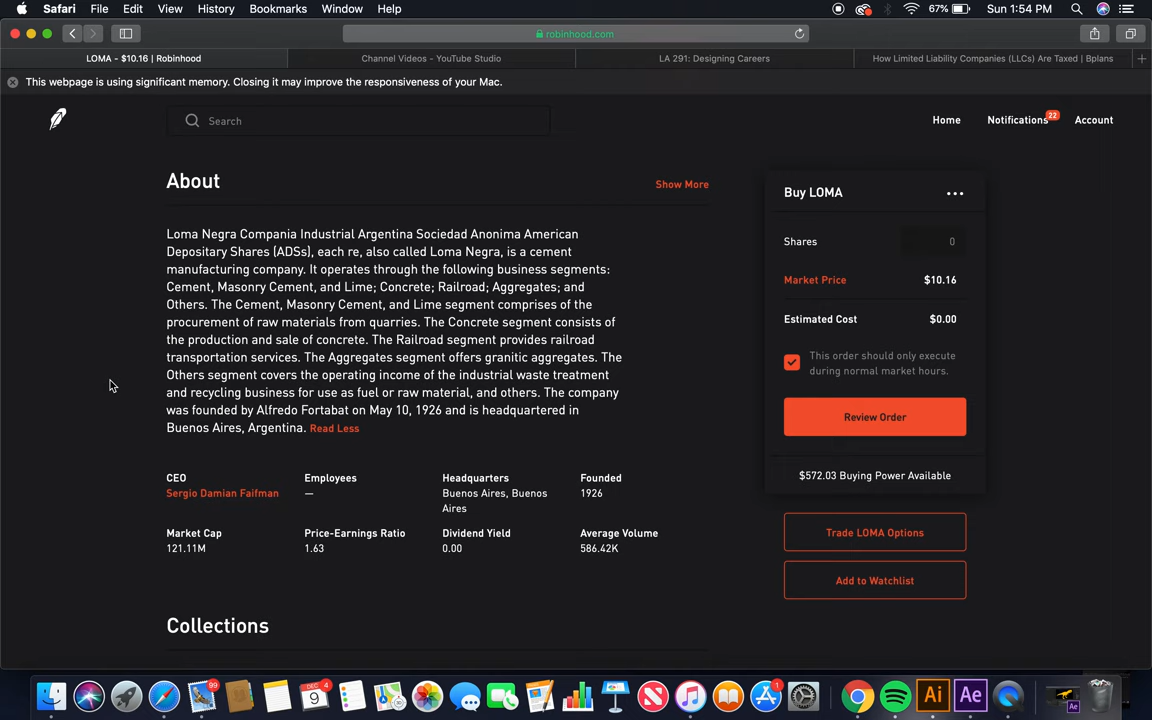 Safari File Edit View History Bookmarks Window Help 67% Sun 1:54 PM
robinhood.com
LOMA - $10.16 | Robinhood Channel Videos - YouTube Studio LA 291: Designing Careers How Limited Liability Companies (LLCs) Are Taxed | Bplans
This webpage is using significant memory. Closing it may improve the responsiveness of your Mac.
Search Home Notifications 22 Account
About Show More
Loma Negra Compania Industrial Argentina Sociedad Anonima American
Depositary Shares (ADSs), each re, also called Loma Negra, is a cement
manufacturing company. It operates through the following business segments:
Cement, Masonry Cement, and Lime; Concrete; Railroad; Aggregates; and
Others. The Cement, Masonry Cement, and Lime segment comprises of the
procurement of raw materials from quarries. The Concrete segment consists of
the production and sale of concrete. The Railroad segment provides railroad
transportation services. The Aggregates segment offers granitic aggregates. The
Others segment covers the operating income of the industrial waste treatment
and recycling business for use as fuel or raw material, and others. The company
was founded by Alfredo Fortabat on May 10, 1926 and is headquartered in
Buenos Aires, Argentina. Read Less
CEO Employees Headquarters Founded
Sergio Damian Faifman — Buenos Aires, Buenos 1926
Aires
Market Cap Price-Earnings Ratio Dividend Yield Average Volume
121.11M 1.63 0.00 586.42K
Collections
Buy LOMA
Shares 0
Market Price $10.16
Estimated Cost $0.00
This order should only execute
during normal market hours.
Review Order
$572.03 Buying Power Available
Trade LOMA Options
Add to Watchlist
99
DEC 4
9
1
Ai Ae
Ae